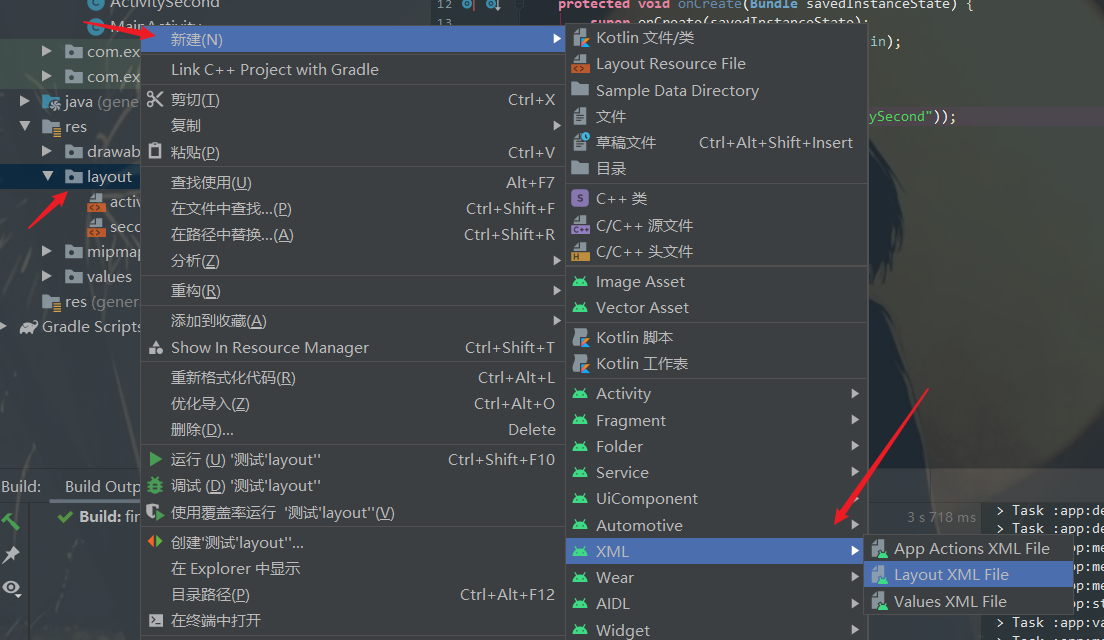 ActivitySecond
MainActivity
com.ex
com.ex
java (gene
res
drawab
layout
activ
seco
mipmap
values
res (gener
Gradle Scripts
12 protected void onCreate(Bundle savedInstanceState) {
13 super.onCreate(savedInstanceState);
in);
ySecond"));
新建(N)
Link C++ Project with Gradle
剪切(T) Ctrl+X
复制
粘贴(P) Ctrl+V
查找使用(U) Alt+F7
在文件中查找...(P) Ctrl+Shift+F
在路径中替换...(A) Ctrl+Shift+R
分析(Z)
重构(R)
添加到收藏(A)
Show In Resource Manager Ctrl+Shift+T
重新格式化代码(R) Ctrl+Alt+L
优化导入(Z) Ctrl+Alt+O
删除(D)... Delete
运行 (U) '测试'layout'' Ctrl+Shift+F10
调试 (D) '测试'layout''
使用覆盖率运行 '测试'layout''(V)
创建'测试'layout''...
在 Explorer 中显示
目录路径(P) Ctrl+Alt+F12
在终端中打开
Kotlin 文件/类
Layout Resource File
Sample Data Directory
文件
草稿文件 Ctrl+Alt+Shift+Insert
目录
S C++ 类
C++ C/C++ 源文件
H C/C++ 头文件
Image Asset
Vector Asset
Kotlin 脚本
Kotlin 工作表
Activity
Fragment
Folder
Service
UiComponent
Automotive
XML
Wear
AIDL
Widget
App Actions XML File
Layout XML File
Values XML File
Build: Build Outp
Build: fin
3 s 718 ms
> Task :app:de
> Task :app:de
pp:me
pp:me
pp:st
> Task :app:va
> Task :app:me